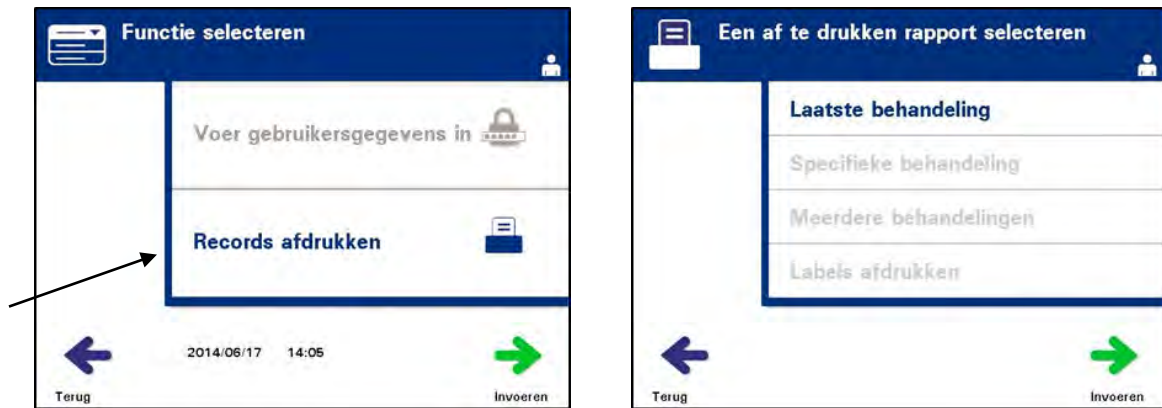 Functie selecteren
Voer gebruikersgegevens in
Records afdrukken
2014/06/17 14:05
Terug
Invoeren
Een af te drukken rapport selecteren
Laatste behandeling
Specifieke behandeling
Meerdere behandelingen
Labels afdrukken
Terug
Invoeren